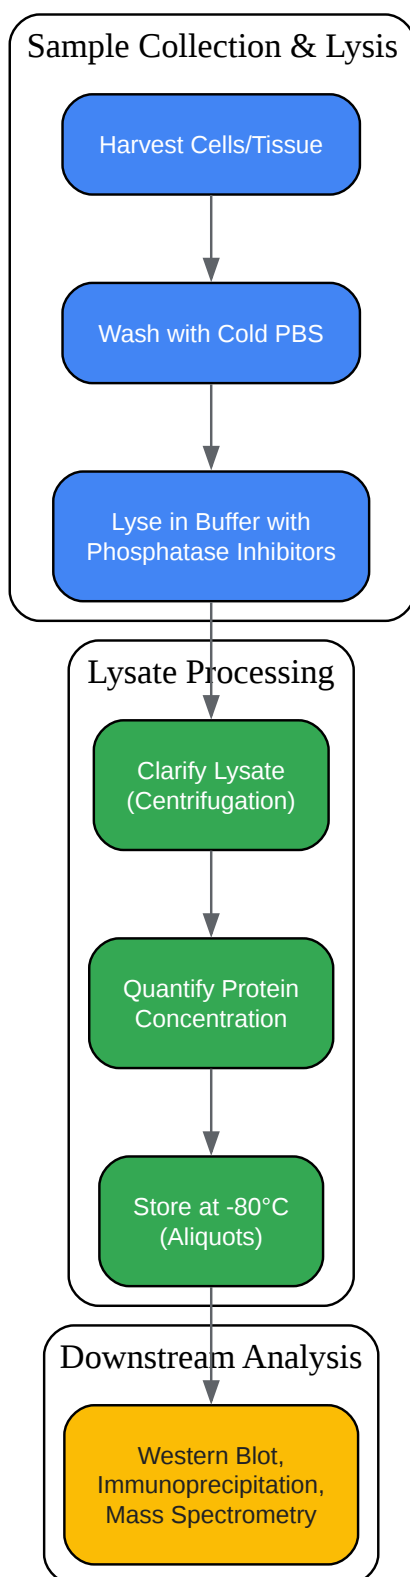 Sample Collection & Lysis
Harvest Cells/Tissue
Wash with Cold PBS
Lyse in Buffer with
Phosphatase Inhibitors
Lysate Processing
Clarify Lysate
(Centrifugation)
Quantify Protein
Concentration
Store at -80°C
(Aliquots)
Downstream Analysis
Western Blot,
Immunoprecipitation,
Mass Spectrometry